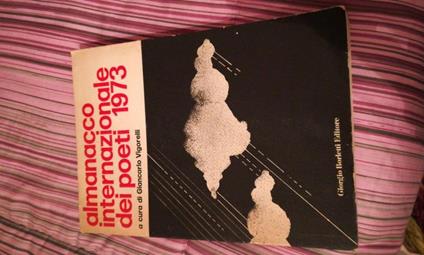 almanacco
internazionale
dei poeti 1973
a cura di Giancarlo Vigorelli
Giorgio Borletti Editore